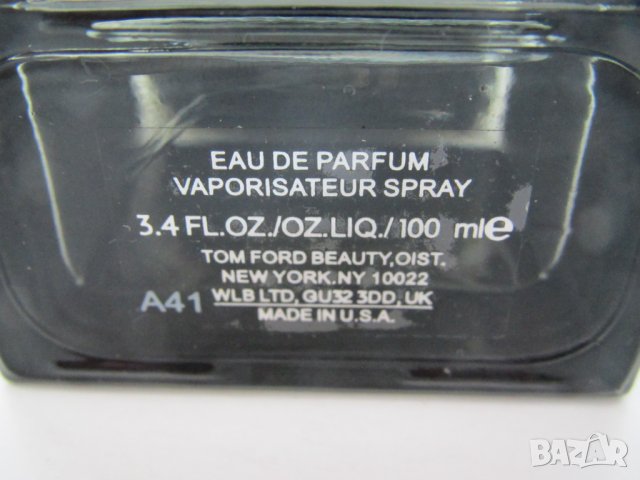 EAU DE PARFUM
VAPORISATEUR SPRAY
3.4 FL.OZ./OZ.LIQ./100 mle
TOM FORD BEAUTY,OIST.
NEW YORK.NY 10022
A41 WLB LTD, GU32 3DD, UK
MADE IN U.S.A.
BAZAR